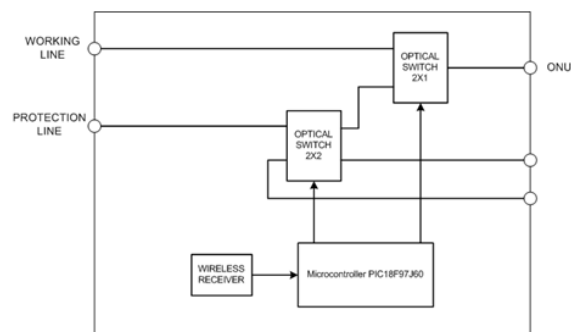 WORKING
LINE
OPTICAL
SWITCH
2X1
ONU
PROTECTION
LINE
OPTICAL
SWITCH
2X2
WIRELESS
RECEIVER
Microcontroller PIC18F97J60